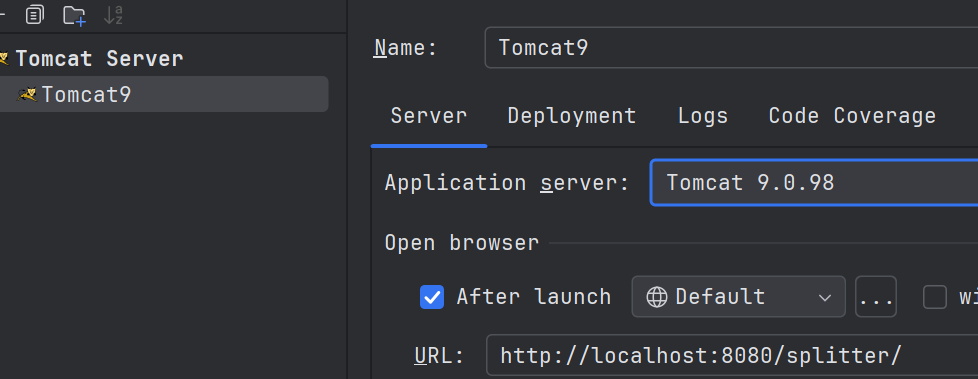 Tomcat Server
Tomcat9
Name: Tomcat9
Server Deployment Logs Code Coverage
Application server: Tomcat 9.0.98
Open browser
After launch Default ...
URL: http://localhost:8080/splitter/